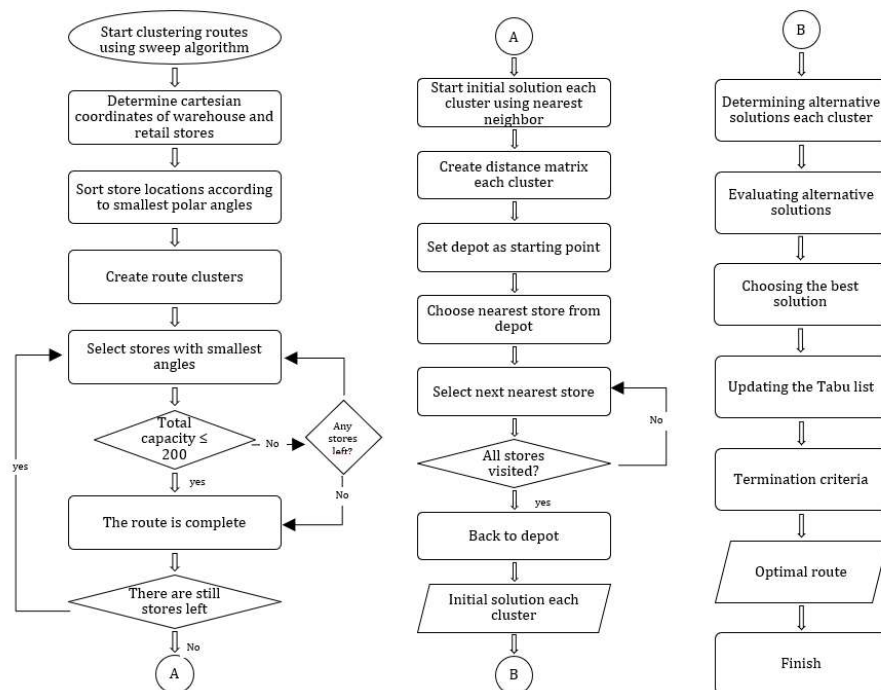 Start clustering routes
using sweep algorithm
Determine cartesian
coordinates of warehouse and
retail stores
Sort store locations according
to smallest polar angles
Create route clusters
Select stores with smallest
angles
Total
capacity ≤
200
No
Any
stores
left?
yes
yes
No
The route is complete
There are still
stores left
No
A
A
Start initial solution each
cluster using nearest
neighbor
Create distance matrix
each cluster
Set depot as starting point
Choose nearest store from
depot
Select next nearest store
No
All stores
visited?
yes
Back to depot
Initial solution each
cluster
B
B
Determining alternative
solutions each cluster
Evaluating alternative
solutions
Choosing the best
solution
Updating the Tabu list
Termination criteria
Optimal route
Finish